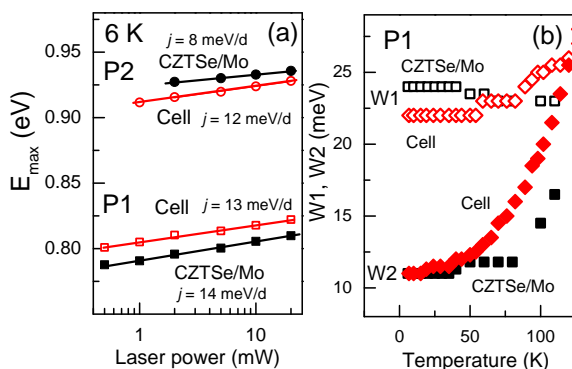 6 K
j = 8 meV/d
(a)
CZTSe/Mo
P2
Cell
j = 12 meV/d
P1
Cell
j = 13 meV/d
CZTSe/Mo
j = 14 meV/d
0.95
0.90
0.85
0.80
E_max (eV)
1
10
Laser power (mW)
P1
(b)
CZTSe/Mo
W1
Cell
Cell
W2
CZTSe/Mo
25
20
15
10
W1, W2 (meV)
0
50
100
Temperature (K)